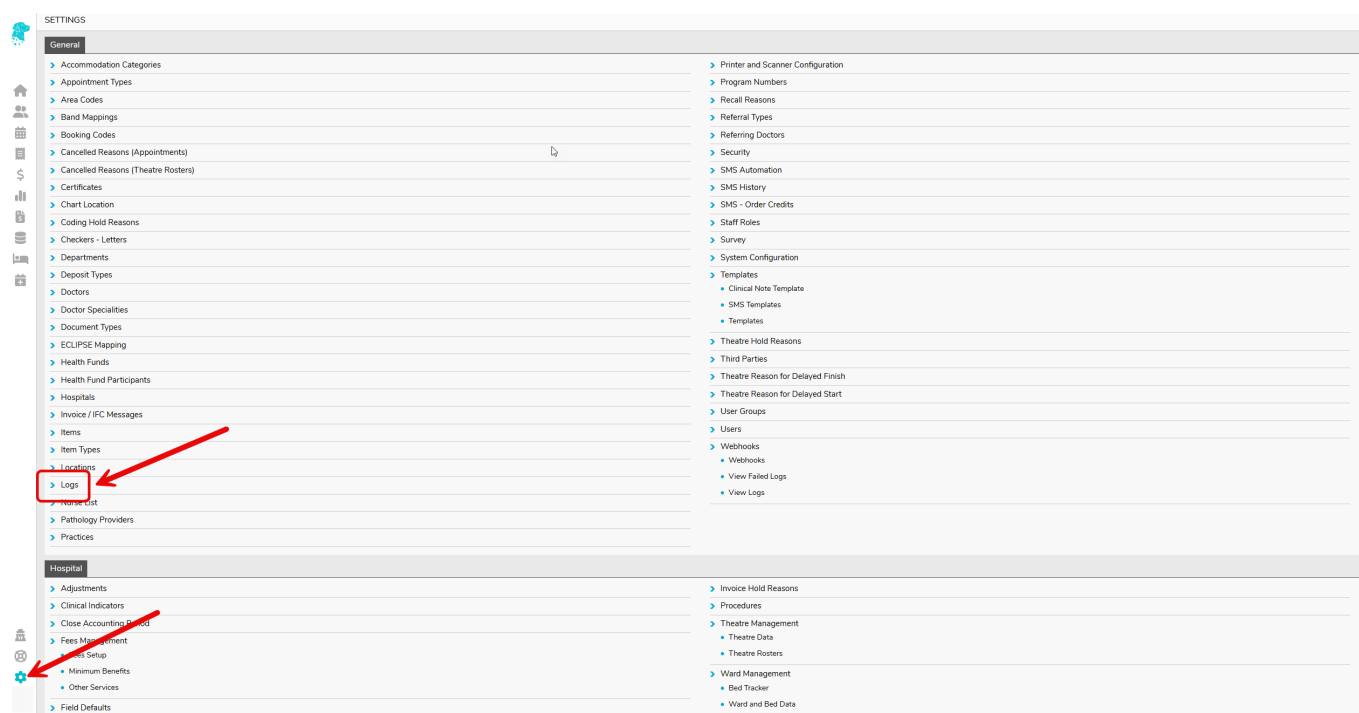 SETTINGS
General
Accommodation Categories
Appointment Types
Area Codes
Band Mappings
Booking Codes
Cancelled Reasons (Appointments)
Cancelled Reasons (Theatre Rosters)
Certificates
Chart Location
Coding Hold Reasons
Checkers - Letters
Departments
Deposit Types
Doctors
Doctor Specialities
Document Types
ECLIPSE Mapping
Health Funds
Health Fund Participants
Hospitals
Invoice / IFC Messages
Items
Item Types
Locations
Logs
Nurse List
Pathology Providers
Practices
Printer and Scanner Configuration
Program Numbers
Recall Reasons
Referral Types
Referring Doctors
Security
SMS Automation
SMS History
SMS - Order Credits
Staff Roles
Survey
System Configuration
Templates
Clinical Note Template
SMS Templates
Templates
Theatre Hold Reasons
Third Parties
Theatre Reason for Delayed Finish
Theatre Reason for Delayed Start
User Groups
Users
Webhooks
Webhooks
View Failed Logs
View Logs
Hospital
Adjustments
Clinical Indicators
Close Accounting Period
Fees Management
Fees Setup
Minimum Benefits
Other Services
Field Defaults
Invoice Hold Reasons
Procedures
Theatre Management
Theatre Data
Theatre Rosters
Ward Management
Bed Tracker
Ward and Bed Data